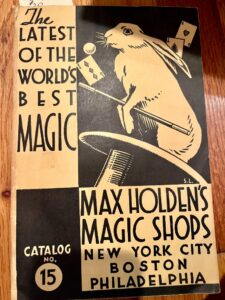 The
LATEST
OF THE
WORLD'S
BEST
MAGIC
S.L.
MAX HOLDEN'S
MAGIC SHOPS
NEW YORK CITY
BOSTON
PHILADELPHIA
CATALOG
NO.
15